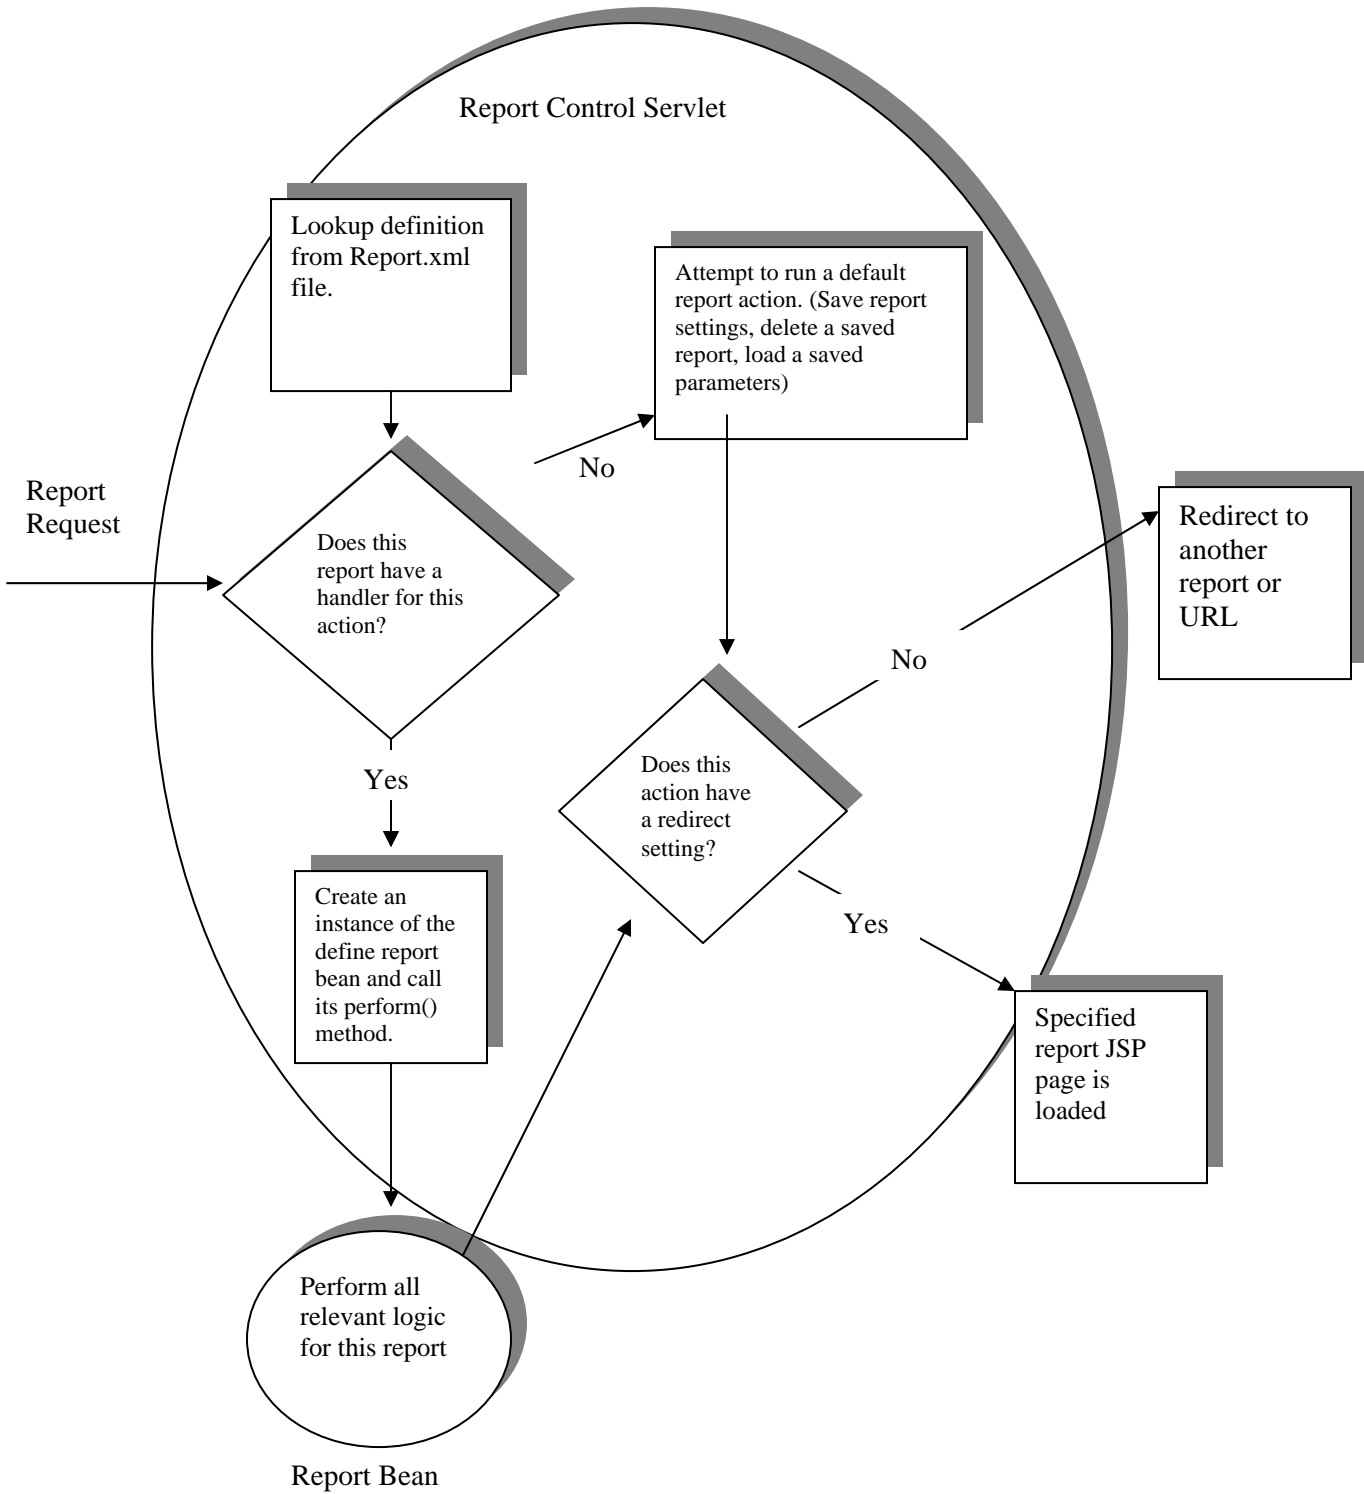 Report Control Servlet
Lookup definition
from Report.xml
file.
Attempt to run a default
report action. (Save report
settings, delete a saved
report, load a saved
parameters)
No
Report
Request
Does this
report have a
handler for this
action?
Redirect to
another
report or
URL
No
Yes
Does this
action have
a redirect
setting?
Create an
instance of the
define report
bean and call
its perform()
method.
Yes
Specified
report JSP
page is
loaded
Perform all
relevant logic
for this report
Report Bean